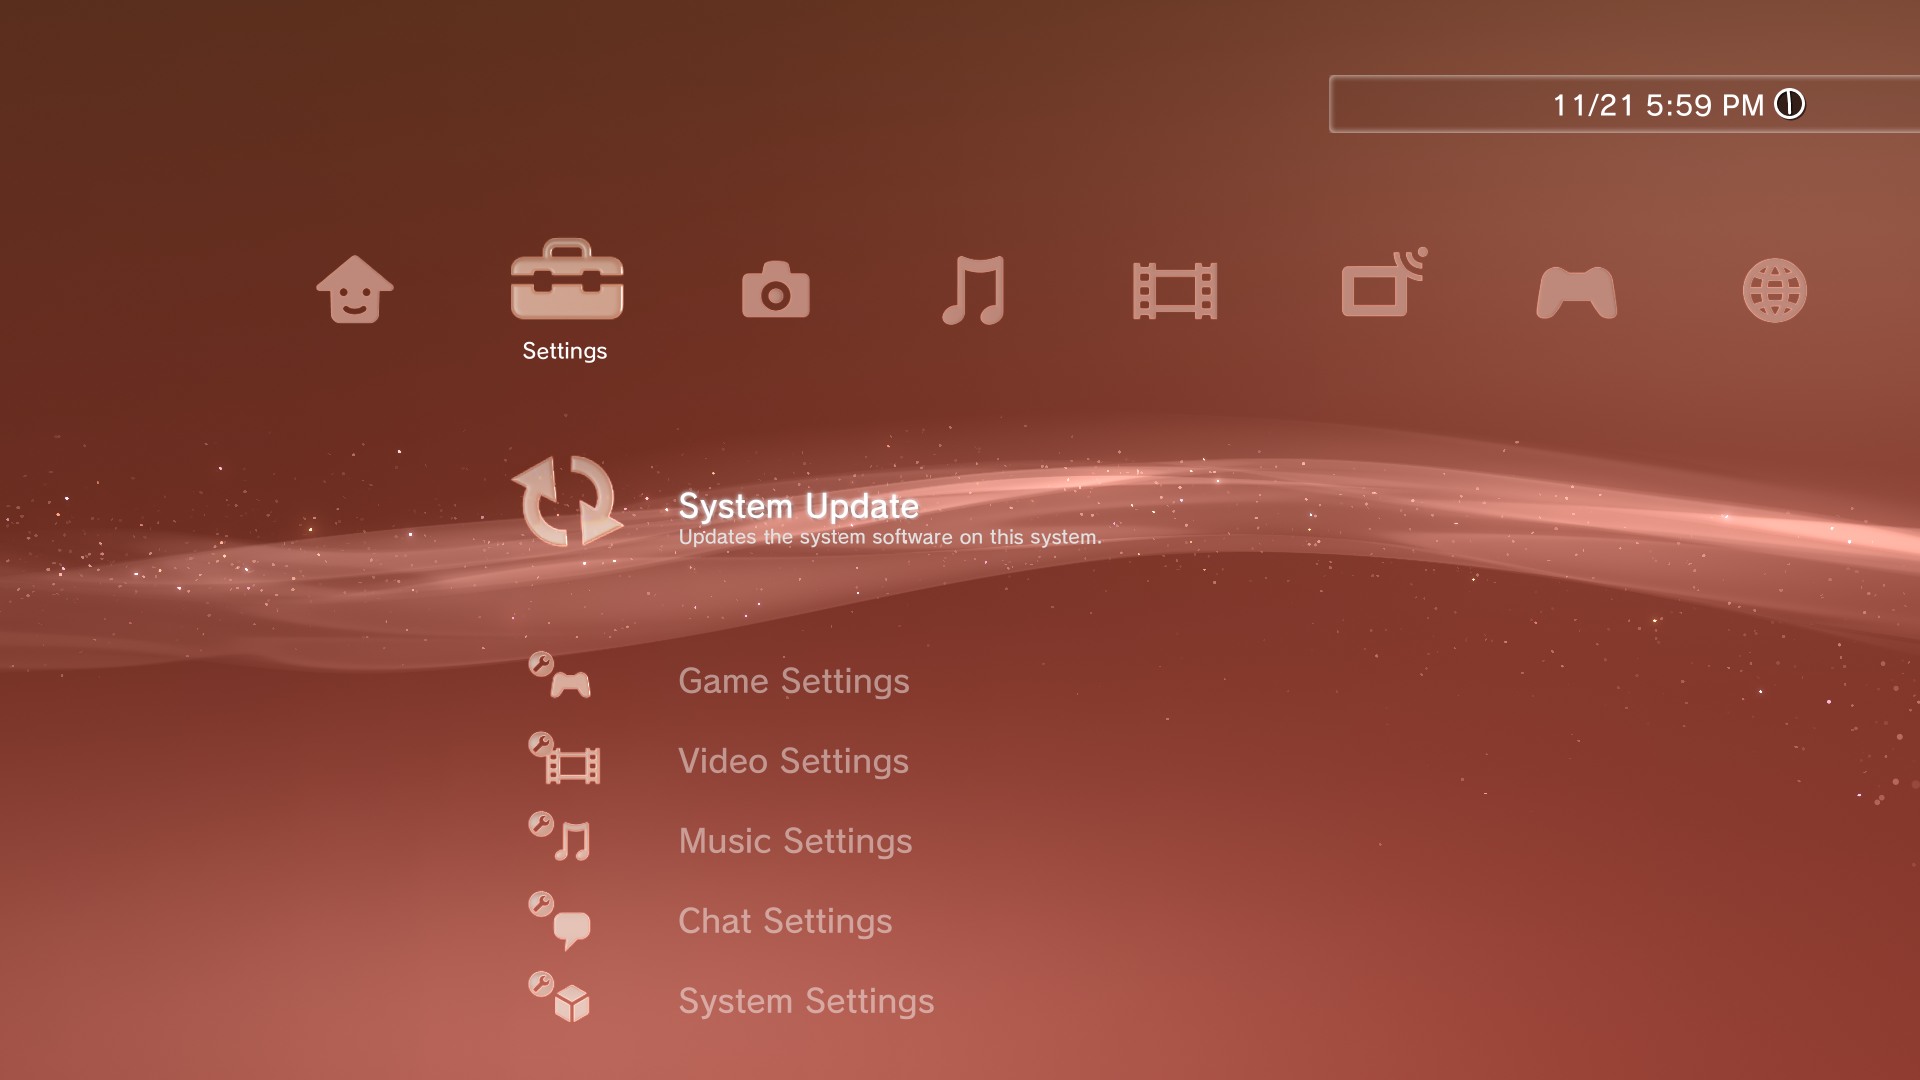 11/21 5:59 PM
Settings
System Update
Updates the system software on this system.
Game Settings
Video Settings
Music Settings
Chat Settings
System Settings